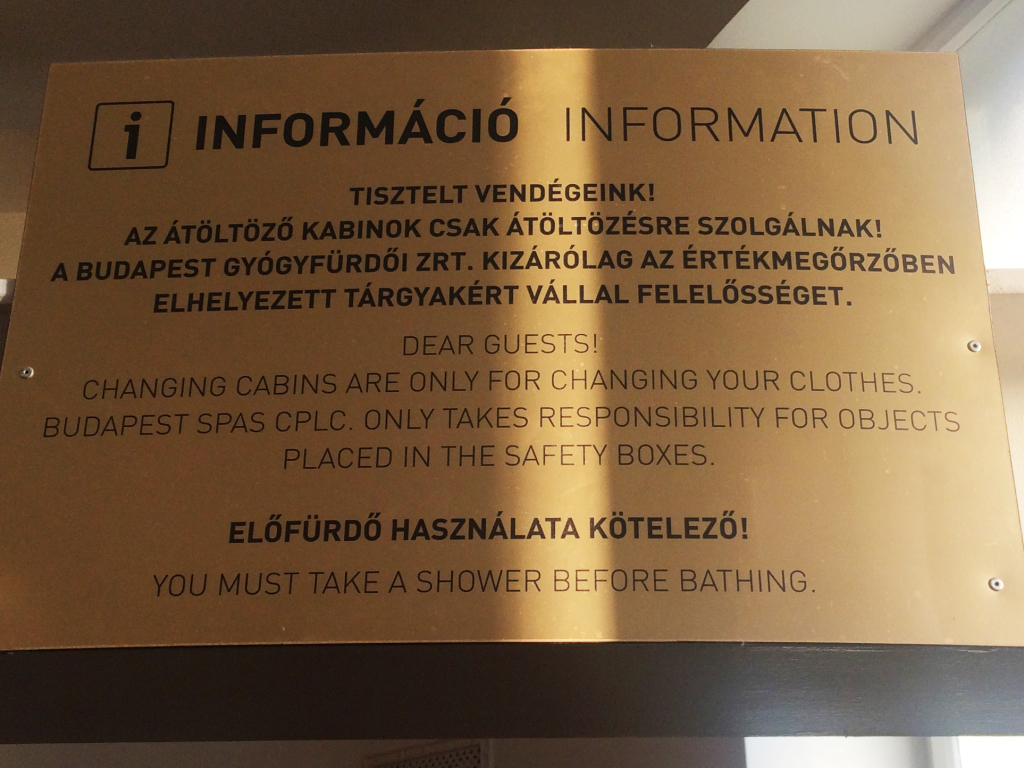 i INFORMÁCIÓ INFORMATION
TISZTELT VENDÉGEINK!
AZ ÁTÖLTÖZŐ KABINOK CSAK ÁTÖLTÖZÉSRE SZOLGÁLNAK!
A BUDAPEST GYÓGYFÜRDŐI ZRT. KIZÁRÓLAG AZ ÉRTÉKMEGŐRZŐBEN
ELHELYEZETT TÁRGYAKÉRT VÁLLAL FELELŐSSÉGET.
DEAR GUESTS!
CHANGING CABINS ARE ONLY FOR CHANGING YOUR CLOTHES.
BUDAPEST SPAS CPLC. ONLY TAKES RESPONSIBILITY FOR OBJECTS
PLACED IN THE SAFETY BOXES.
ELŐFÜRDŐ HASZNÁLATA KÖTELEZŐ!
YOU MUST TAKE A SHOWER BEFORE BATHING.